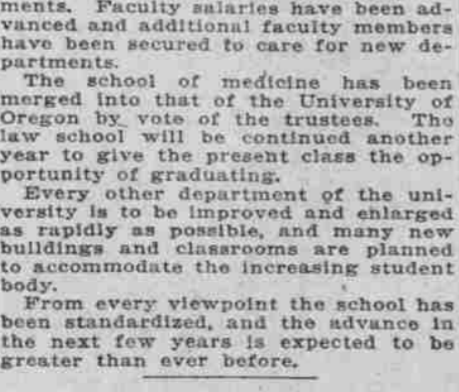 ments. Faculty salaries have been ad-
vanced and additional faculty members
have been secured to care for new de-
partments.
The school of medicine has been
merged into that of the University of
Oregon by vote of the trustees. The
law school will be continued another
year to give the present class the op-
portunity of graduating.
Every other department of the uni-
versity is to be improved and enlarged
as rapidly as possible, and many new
buildings and classrooms are planned
to accommodate the increasing student
body.
From every viewpoint the school has
been standardized, and the advance in
the next few years is expected to be
greater than ever before.